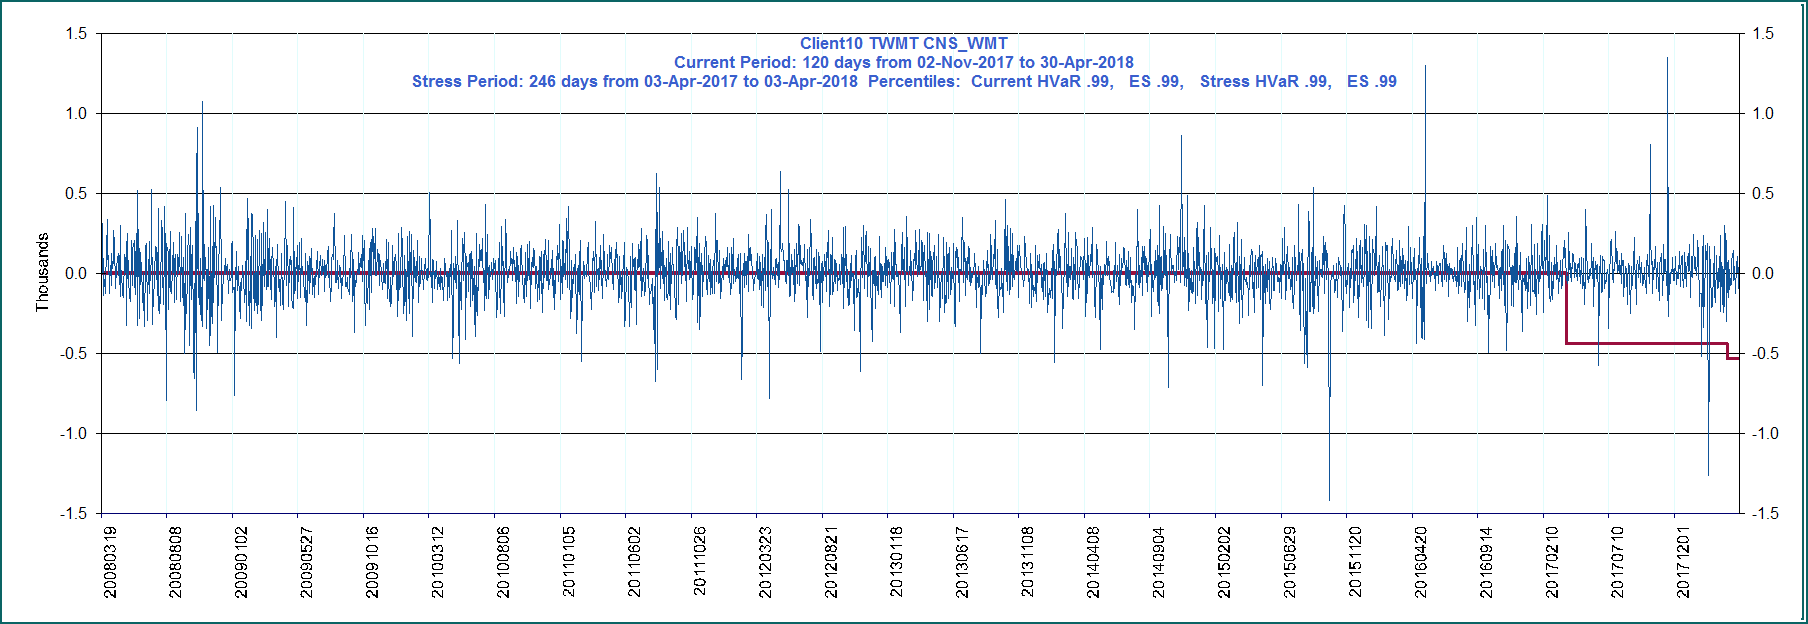 Client10 TWMT CNS_WMT
Current Period: 120 days from 02-Nov-2017 to 30-Apr-2018
Stress Period: 246 days from 03-Apr-2017 to 03-Apr-2018  Percentiles:  Current HVaR .99,   ES .99,   Stress HVaR .99,   ES .99
1.5 1.5
1.0 1.0
0.5 0.5
0.0 0.0
-0.5 -0.5
-1.0 -1.0
-1.5 -1.5
Thousands
20080319 20080808 20090102 20090527 20091016 20100312 20100806 20110105 20110602 20111026 20120323 20120821 20130118 20130617 20131108 20140408 20140904 20150202 20150629 20151120 20160420 20160914 20170210 20170710 20171201